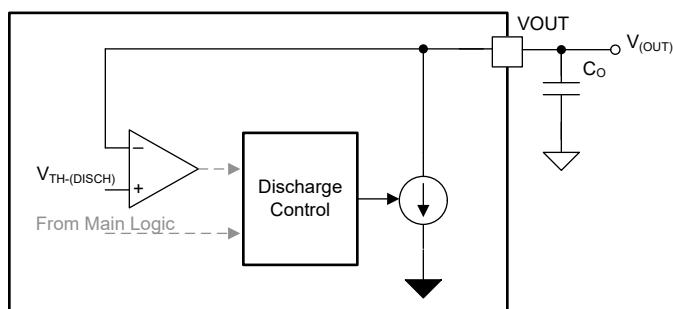 VOUT
V(OUT)
CO
−
VTH-(DISCH)
+
Discharge
Control
From Main Logic